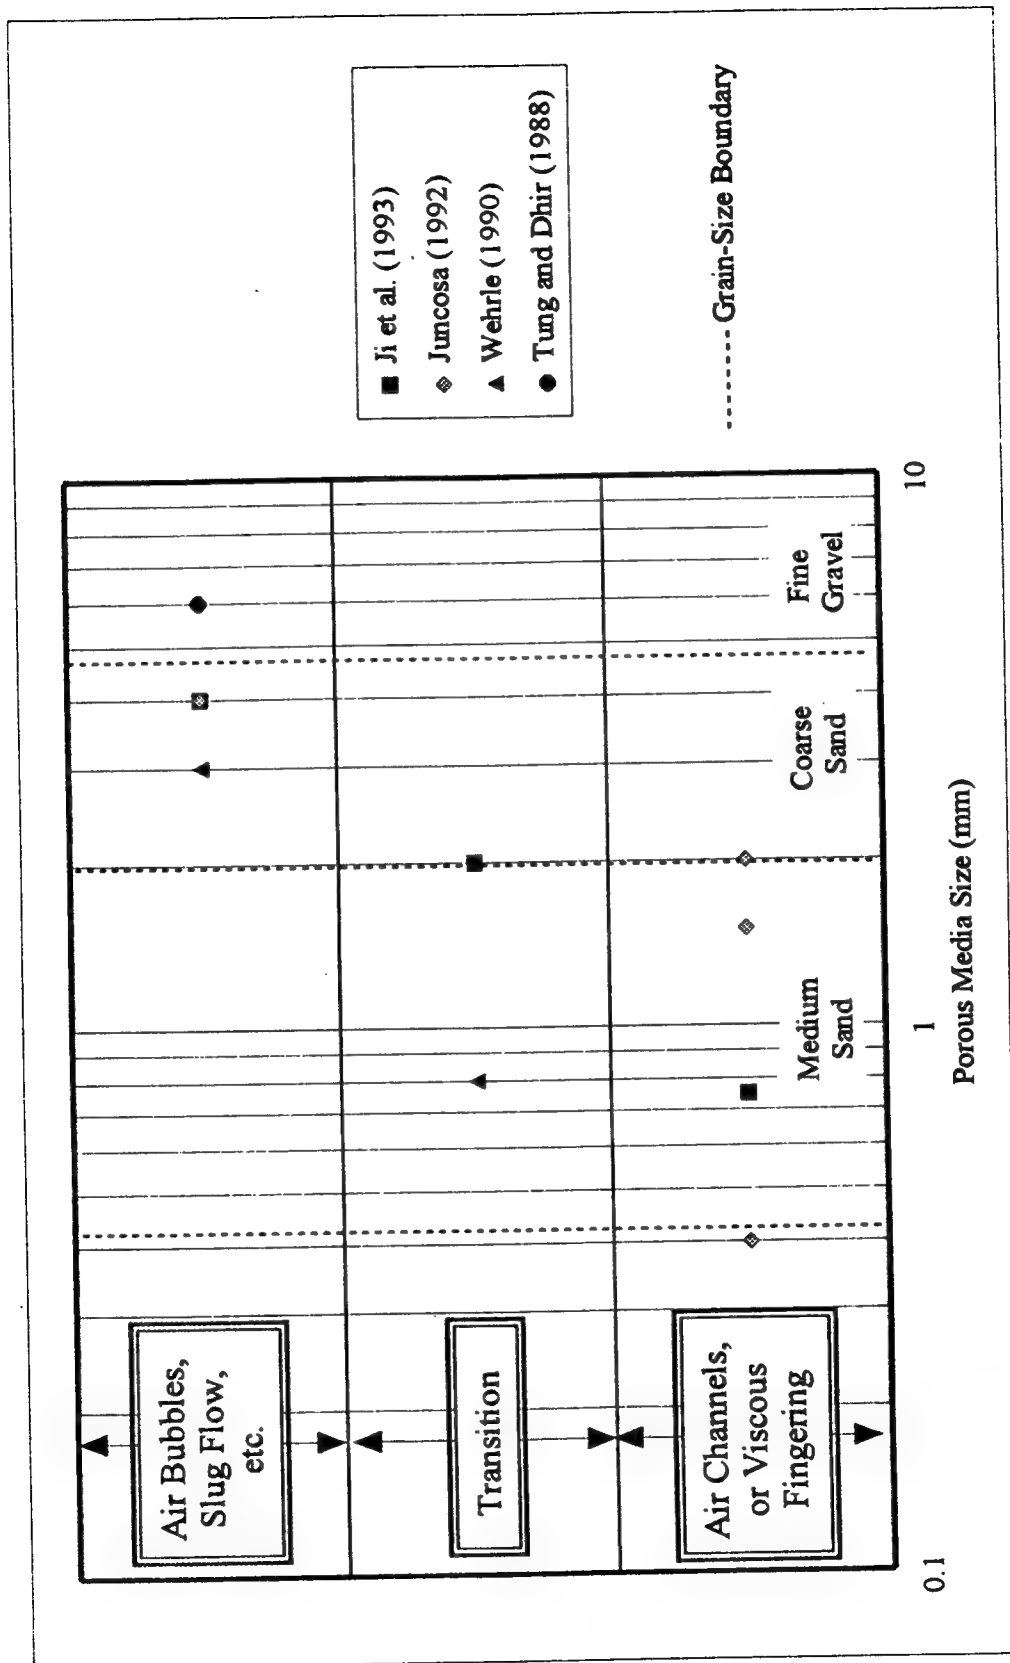 Air Bubbles,
Slug Flow,
etc.
Transition
Air Channels,
or Viscous
Fingering
Medium
Sand
Coarse
Sand
Fine
Gravel
0.1
1
10
Porous Media Size (mm)
Ji et al. (1993)
Juncosa (1992)
Wehrle (1990)
Tung and Dhir (1988)
Grain-Size Boundary